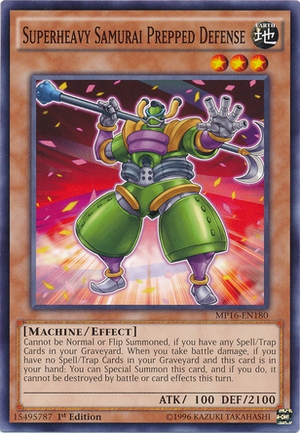 SUPERHEAVY SAMURAI PREPPED DEFENSE
EARTH
地
MP16-EN180
[MACHINE/EFFECT]
Cannot be Normal or Flip Summoned, if you have any Spell/Trap
Cards in your Graveyard. When you take battle damage, if you
have no Spell/Trap Cards in your Graveyard and this card is in
your hand: You can Special Summon this card, and if you do, it
cannot be destroyed by battle or card effects this turn.
ATK/ 100 DEF/2100
15495787 1st Edition ©1996 KAZUKI TAKAHASHI